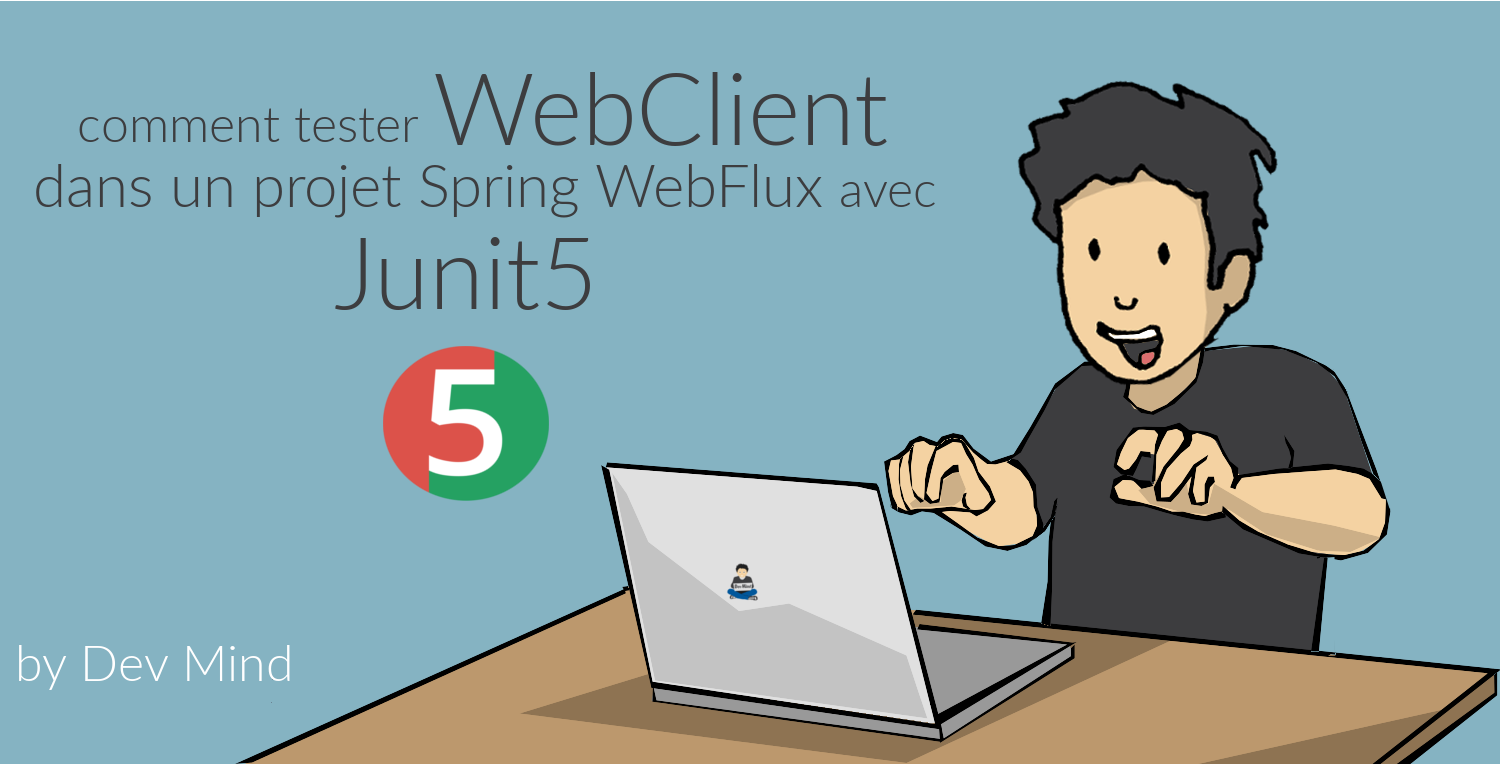 comment tester WebClient
dans un projet Spring WebFlux avec
Junit5
5
by Dev Mind